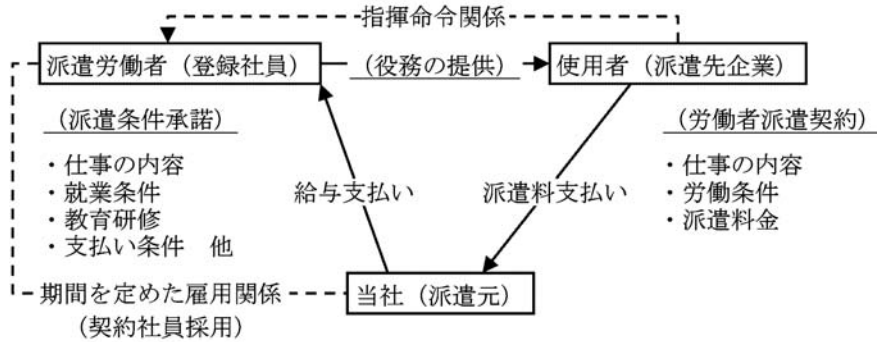 指揮命令関係
派遣労働者（登録社員）
（役務の提供）
使用者（派遣先企業）
（派遣条件承諾）
・仕事の内容
・就業条件
・教育研修
・支払い条件　他
給与支払い
派遣料支払い
（労働者派遣契約）
・仕事の内容
・労働条件
・派遣料金
期間を定めた雇用関係
（契約社員採用）
当社（派遣元）